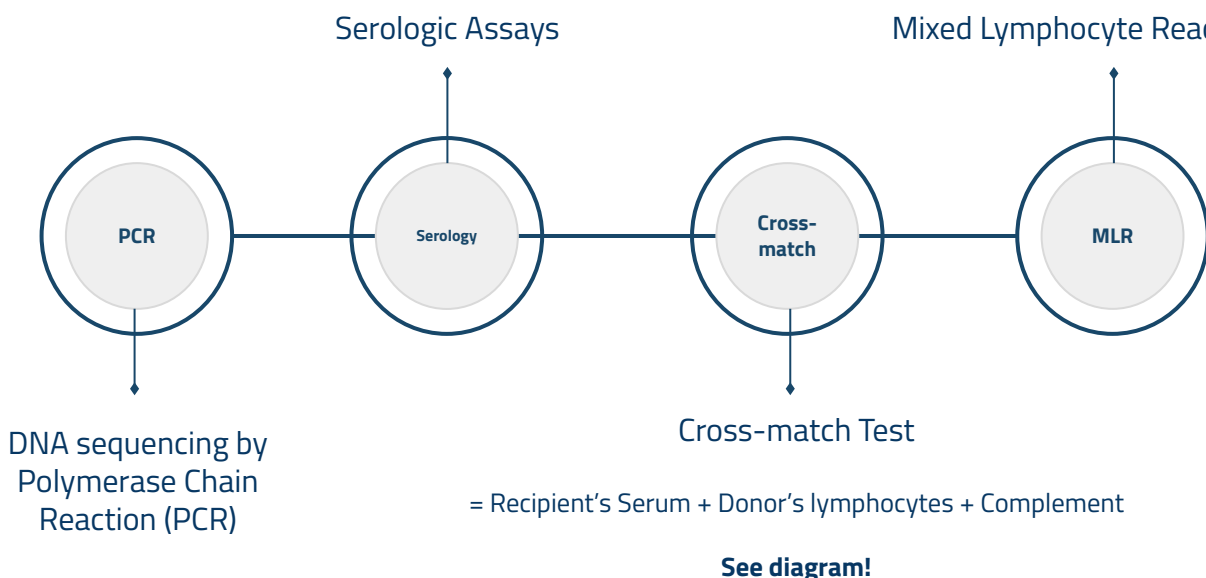 Serologic Assays
Mixed Lymphocyte
PCR
Serology
Cross-
match
MLR
DNA sequencing by
Polymerase Chain
Reaction (PCR)
Cross-match Test
= Recipient's Serum + Donor's lymphocytes + Complement
See diagram!